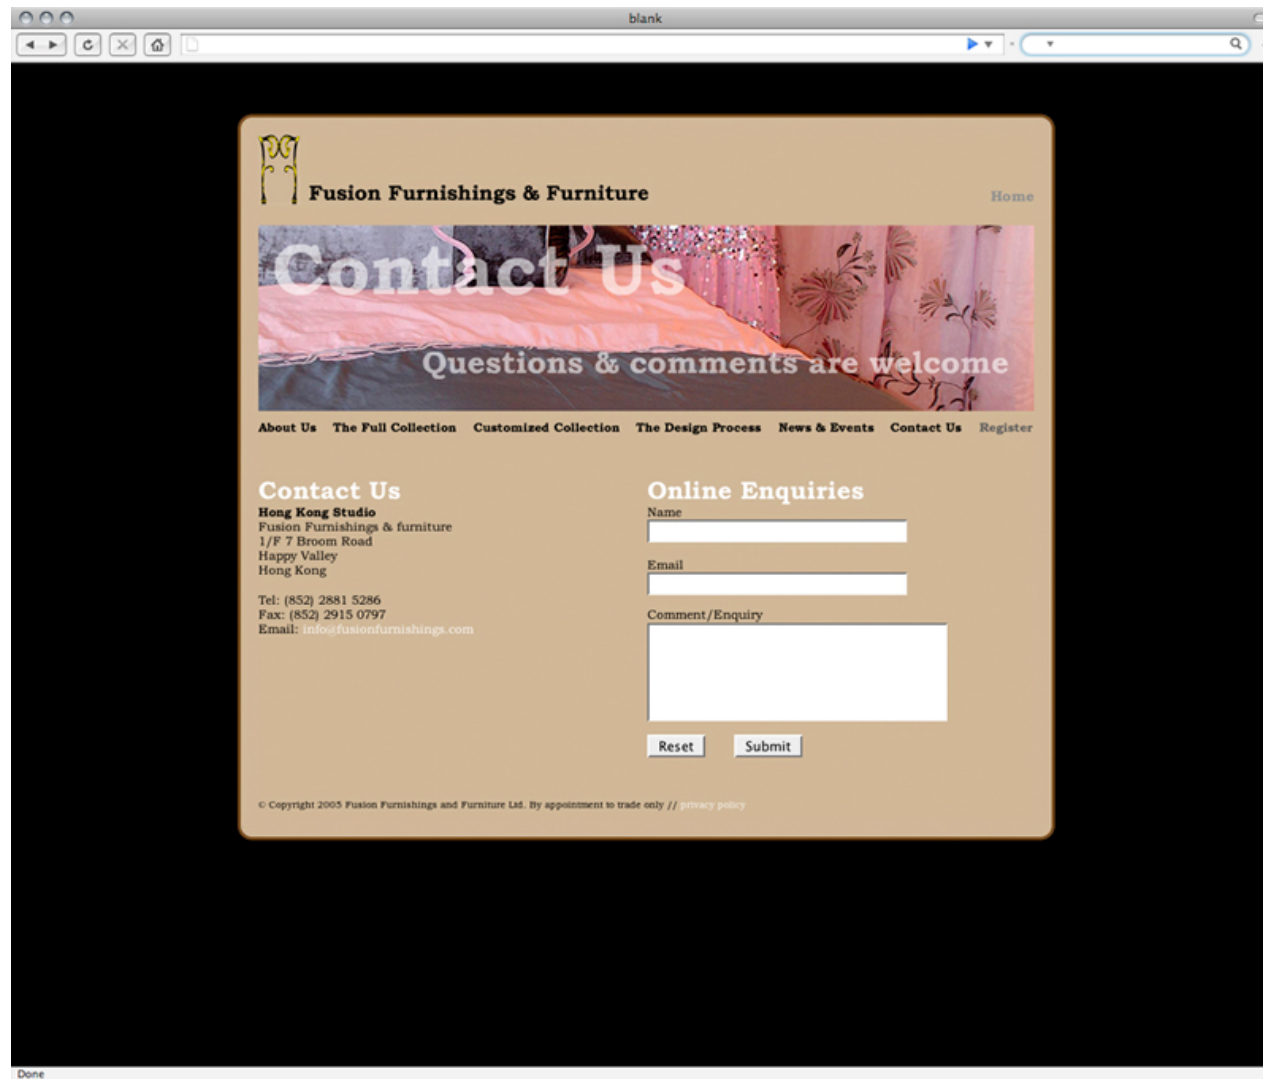 blank
Fusion Furnishings & Furniture
Home
Contact Us
Questions & comments are welcome
About Us The Full Collection Customized Collection The Design Process News & Events Contact Us Register
Contact Us
Hong Kong Studio
Fusion Furnishings & furniture
1/F 7 Broom Road
Happy Valley
Hong Kong
Tel: (852) 2881 5286
Fax: (852) 2915 0797
Email: info@fusionfurnishings.com
Online Enquiries
Name
Email
Comment/Enquiry
Reset Submit
© Copyright 2005 Fusion Furnishings and Furniture Ltd. By appointment to trade only // privacy policy
Done